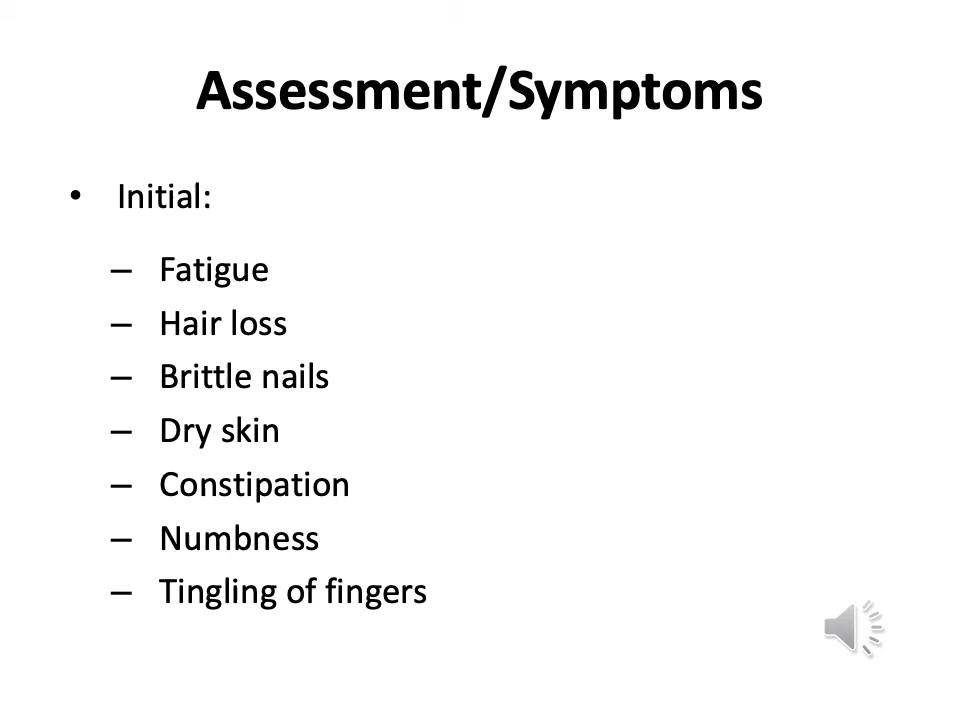 Assessment/Symptoms
• Initial:
– Fatigue
– Hair loss
– Brittle nails
– Dry skin
– Constipation
– Numbness
– Tingling of fingers